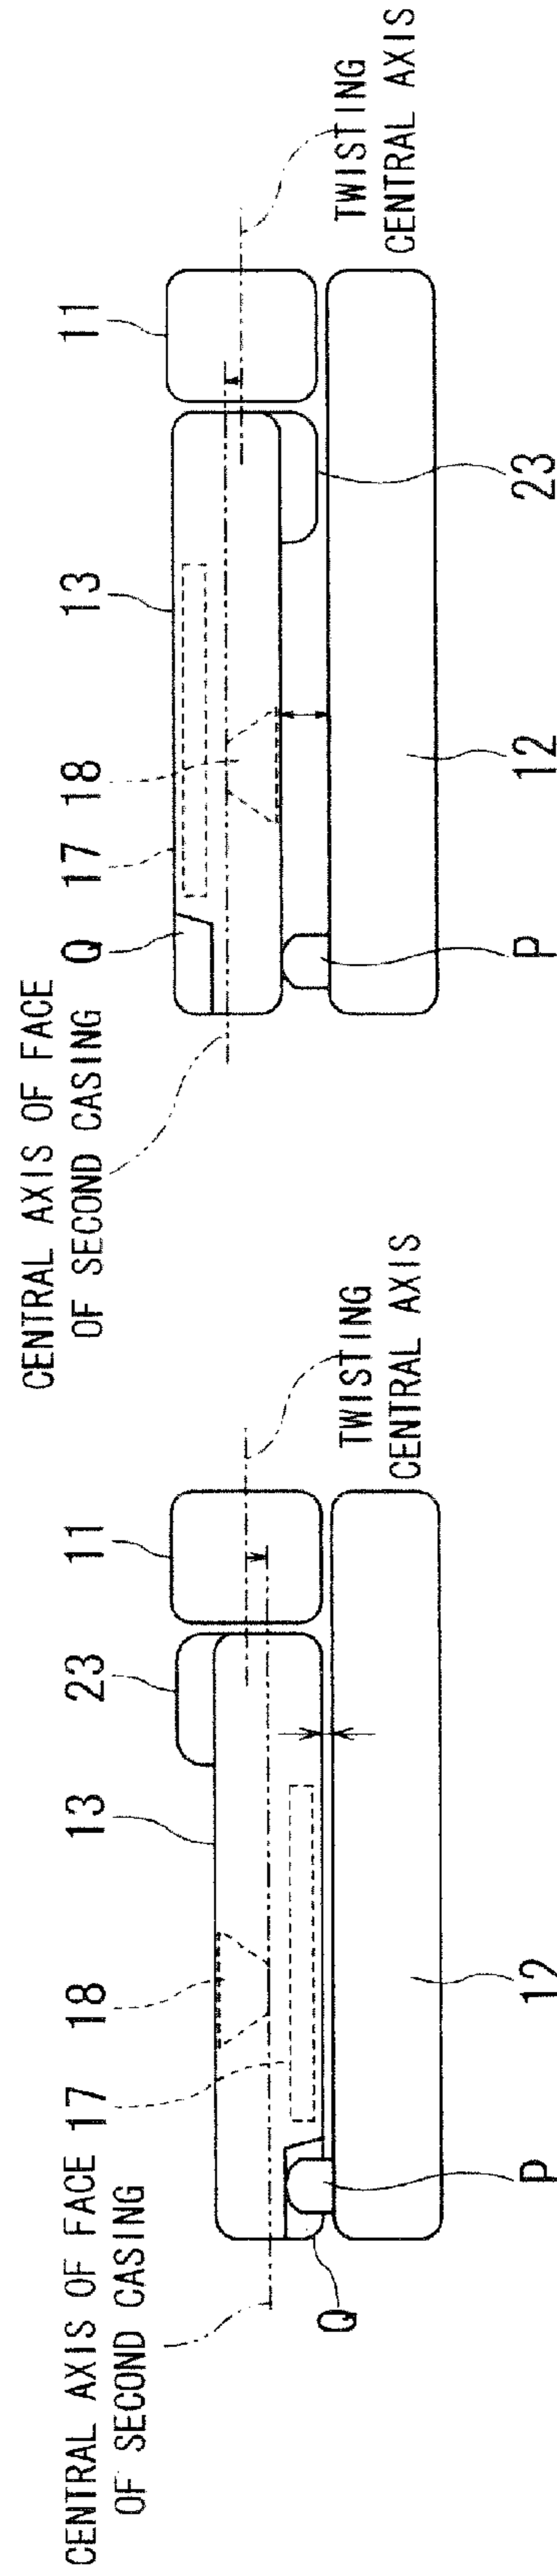 CENTRAL AXIS OF FACE
OF SECOND CASING
17
18
13
23
11
Q
P
12
TWISTING
CENTRAL AXIS
CENTRAL AXIS OF FACE
OF SECOND CASING
Q
17
18
13
11
P
12
23
TWISTING
CENTRAL AXIS